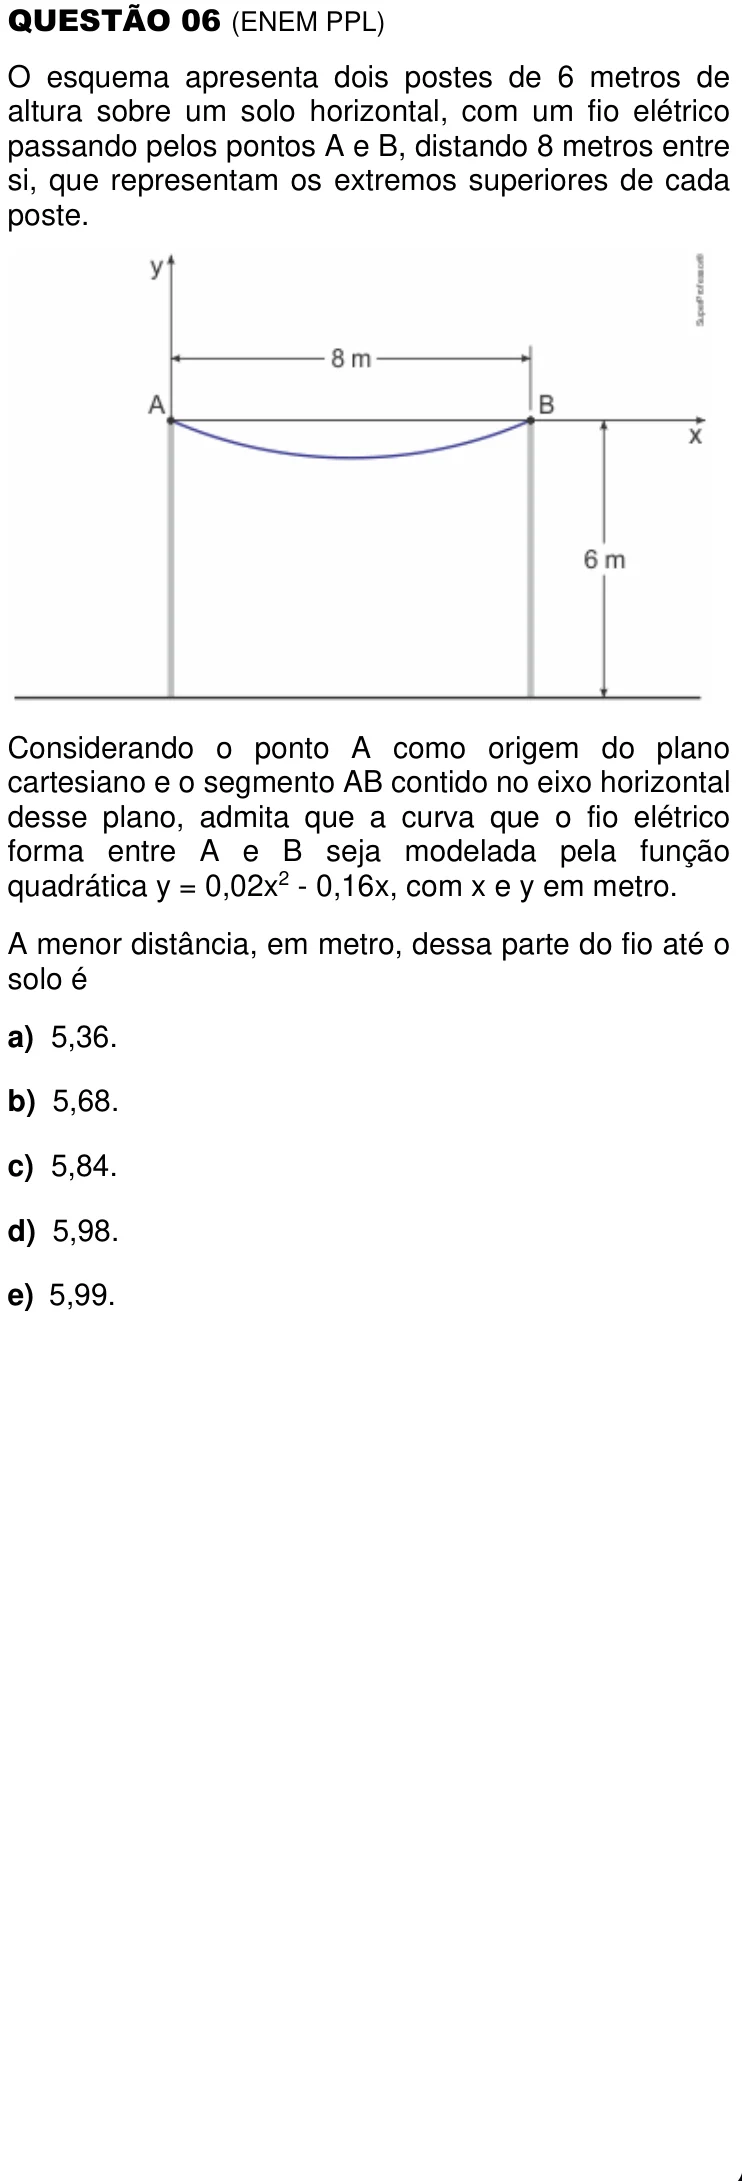 QUESTÃO 06 (ENEM PPL)
O esquema apresenta dois postes de 6 metros de
altura sobre um solo horizontal, com um fio elétrico
passando pelos pontos A e B, distando 8 metros entre
si, que representam os extremos superiores de cada
poste.
y
SuperProfessor®
8 m
A
B
x
6 m
Considerando o ponto A como origem do plano
cartesiano e o segmento AB contido no eixo horizontal
desse plano, admita que a curva que o fio elétrico
forma entre A e B seja modelada pela função
quadrática y = 0,02x² - 0,16x, com x e y em metro.
A menor distância, em metro, dessa parte do fio até o
solo é
a) 5,36.
b) 5,68.
c) 5,84.
d) 5,98.
e) 5,99.